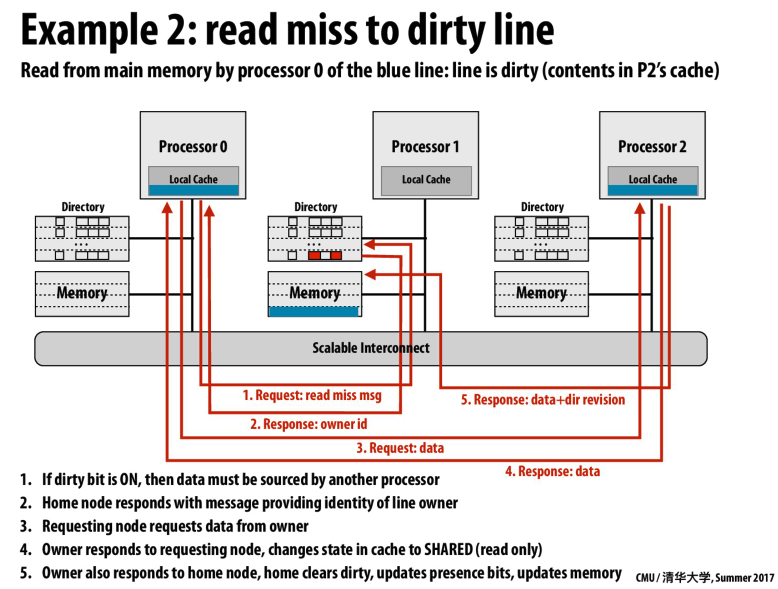 Example 2: read miss to dirty line
Read from main memory by processor 0 of the blue line: line is dirty (contents in P2's cache)
Processor 0
Local Cache
Processor 1
Local Cache
Processor 2
Local Cache
Directory
...
Memory
Directory
...
Memory
Directory
...
Memory
Scalable Interconnect
1. Request: read miss msg
2. Response: owner id
3. Request: data
4. Response: data
5. Response: data+dir revision
1. If dirty bit is ON, then data must be sourced by another processor
2. Home node responds with message providing identity of line owner
3. Requesting node requests data from owner
4. Owner responds to requesting node, changes state in cache to SHARED (read only)
5. Owner also responds to home node, home clears dirty, updates presence bits, updates memory
CMU / 清华大学, Summer 2017